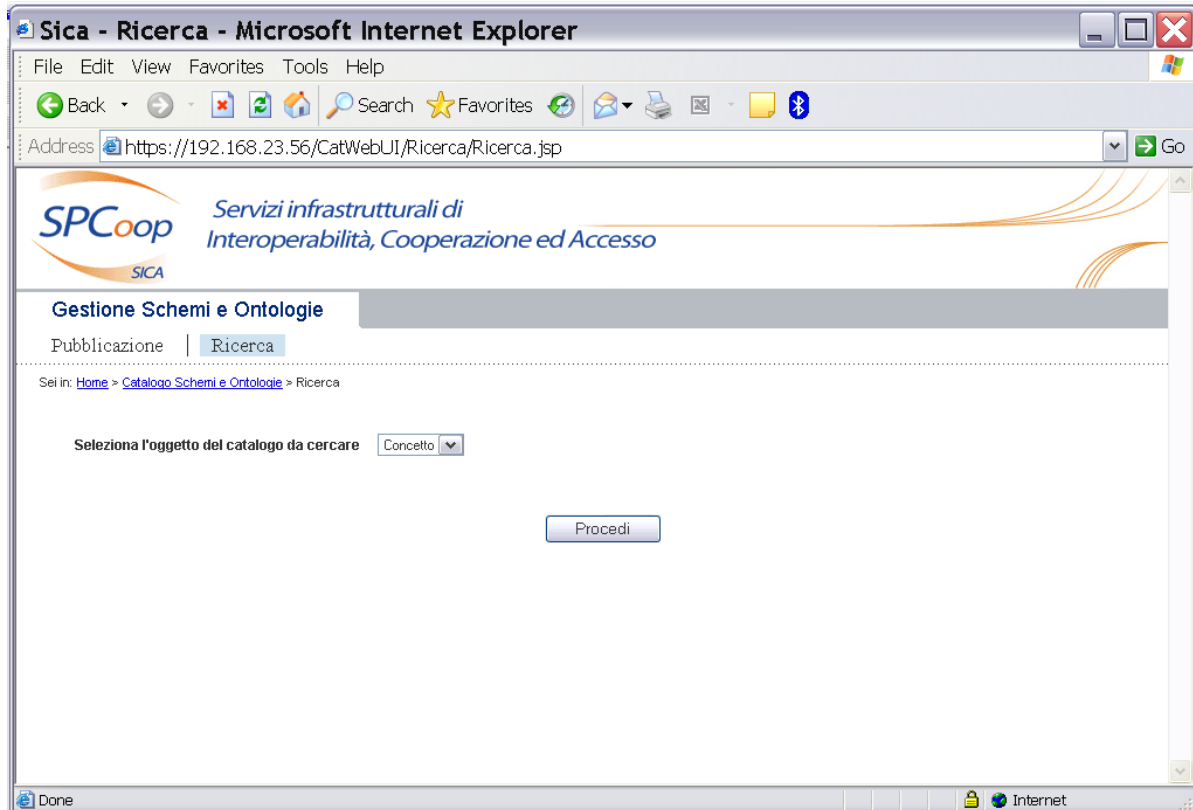 Sica - Ricerca - Microsoft Internet Explorer
File Edit View Favorites Tools Help
Back Search Favorites
Address https://192.168.23.56/CatWebUI/Ricerca/Ricerca.jsp Go
SPCoop
SICA
Servizi infrastrutturali di
Interoperabilità, Cooperazione ed Accesso
Gestione Schemi e Ontologie
Pubblicazione | Ricerca
Sei in: Home > Catalogo Schemi e Ontologie > Ricerca
Seleziona l'oggetto del catalogo da cercare Concetto
Procedi
Done Internet